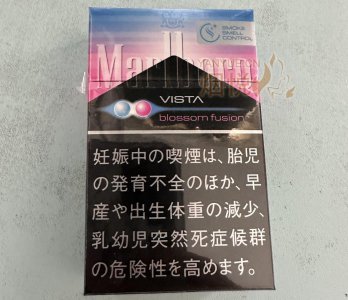 SMOKE
SMELL
CONTROL
Marlboro
VISTA
blossom fusion
妊娠中の喫煙は、胎児
の発育不全のほか、早
産や出生体重の減少、
乳幼児突然死症候群
の危険性を高めます。